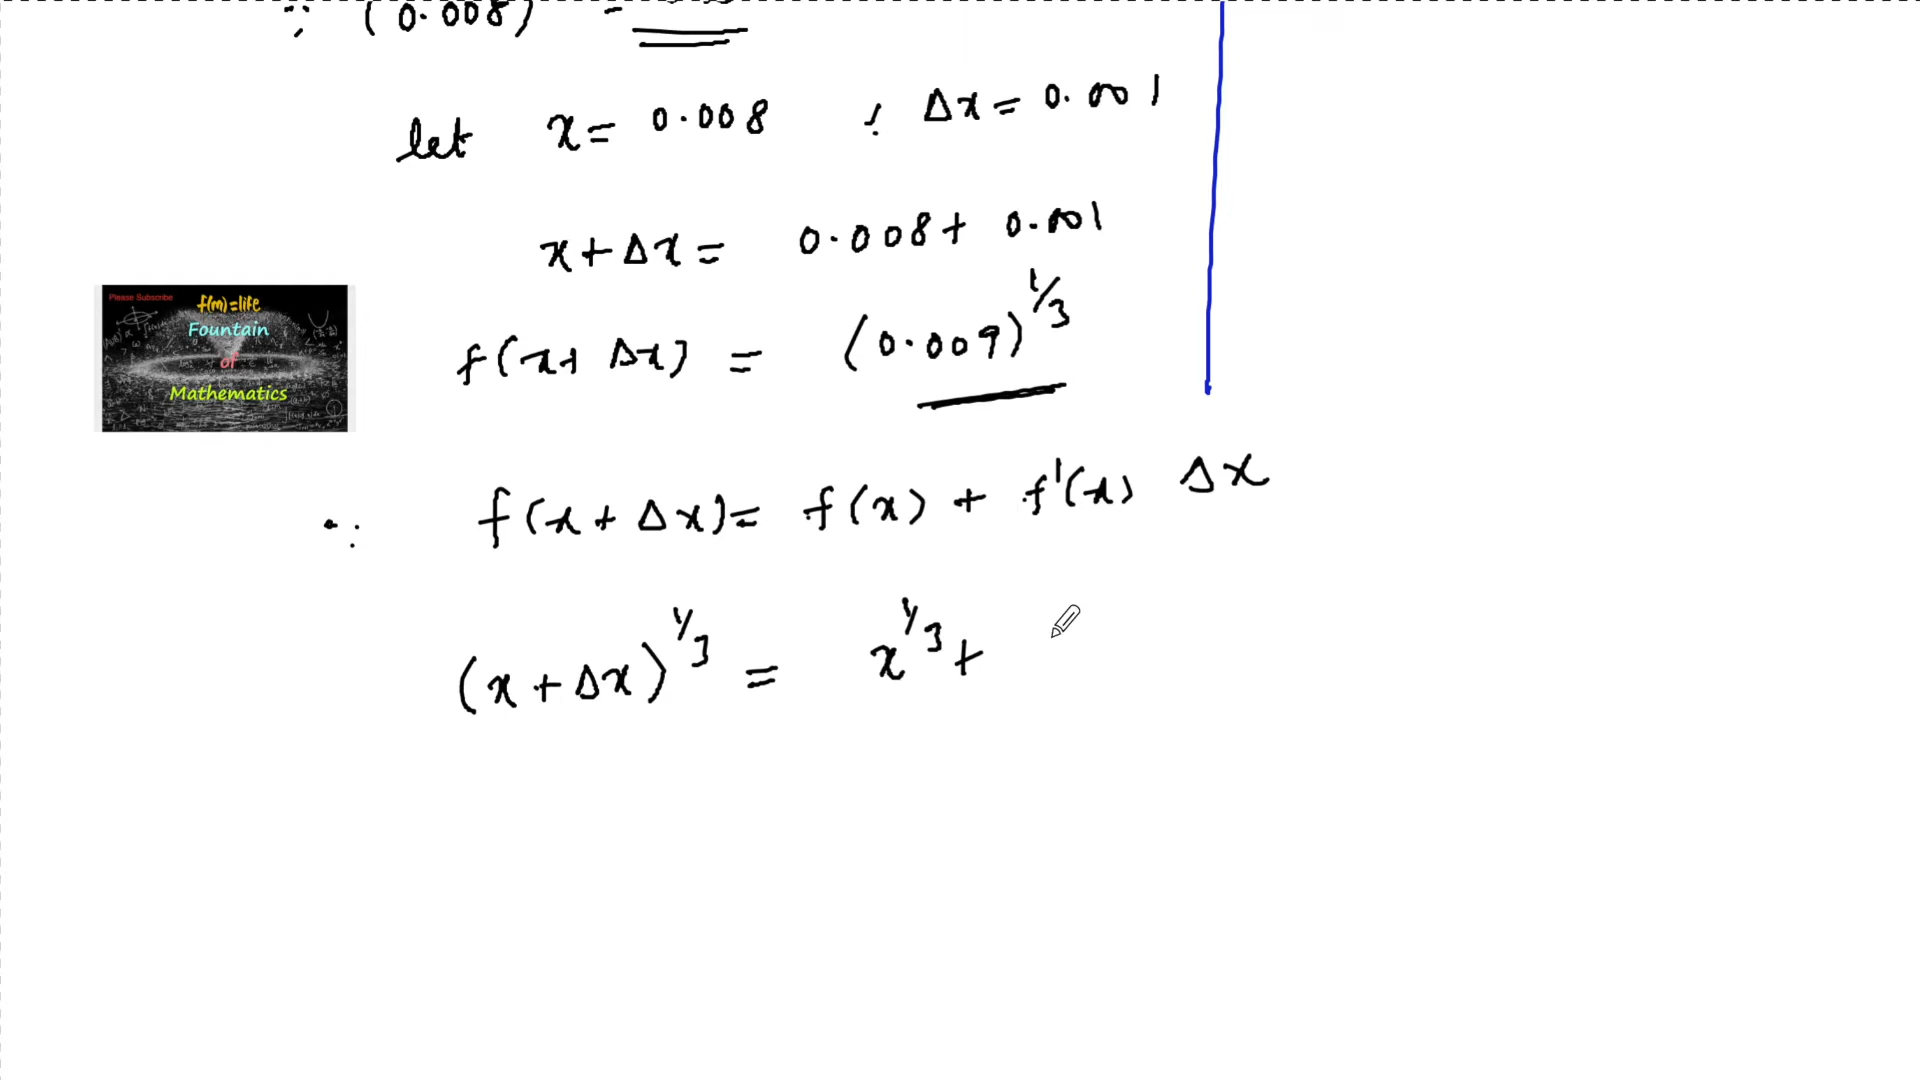 ∵ (0.008) =
let x = 0.008 ; Δx = 0.001
x + Δx = 0.008 + 0.001
f(x + Δx) = (0.009)^1/3
∵ f(x + Δx) = f(x) + f'(x) Δx
(x + Δx)^1/3 = x^1/3 +
Please Subscribe
f(m)=life
Fountain
of
Mathematics